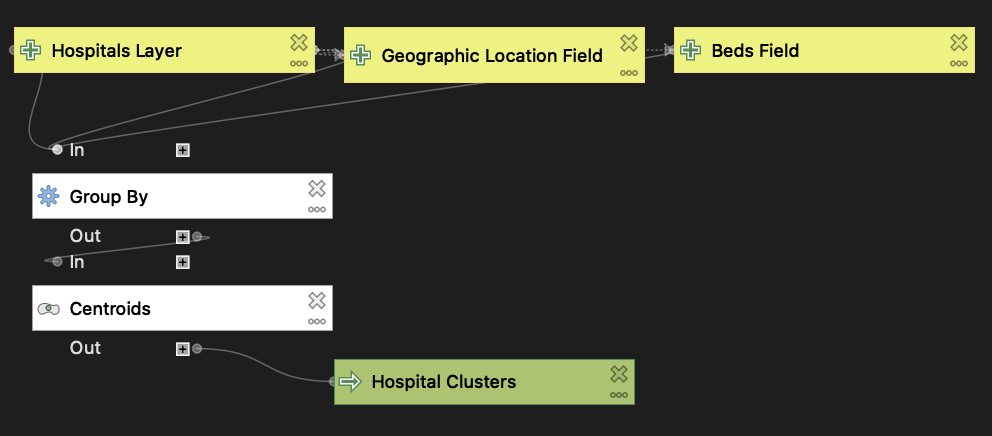 Hospitals Layer
Geographic Location Field
Beds Field
In
Group By
Out
In
Centroids
Out
Hospital Clusters